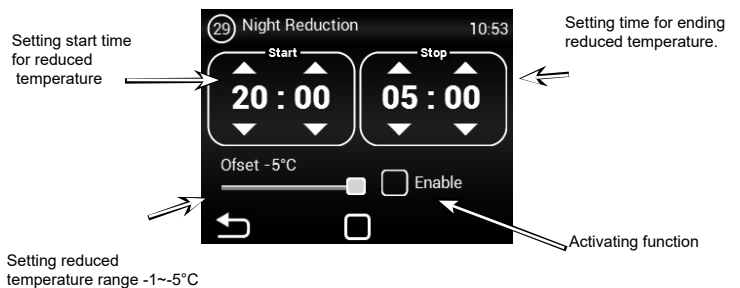 29 Night Reduction 10:53
Setting start time
for reduced
temperature
Setting time for ending
reduced temperature.
Start Stop
20 : 00 05 : 00
Ofset -5°C
Enable
Activating function
Setting reduced
temperature range -1~-5°C